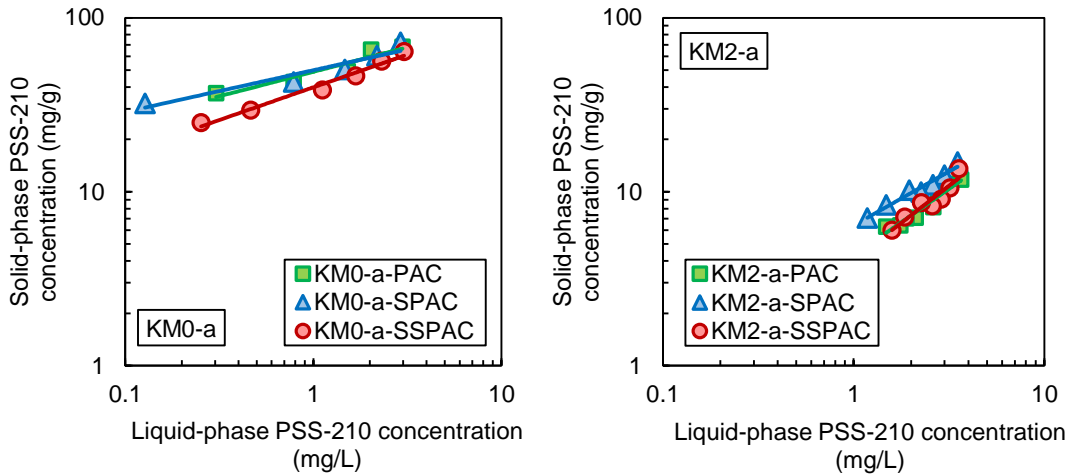 Solid-phase PSS-210
concentration (mg/g)
100
10
1
KM0-a-PAC
KM0-a-SPAC
KM0-a-SSPAC
KM0-a
0.1
1
10
Liquid-phase PSS-210 concentration
(mg/L)
Solid-phase PSS-210
concentration (mg/g)
100
10
1
KM2-a
KM2-a-PAC
KM2-a-SPAC
KM2-a-SSPAC
0.1
1
10
Liquid-phase PSS-210 concentration
(mg/L)